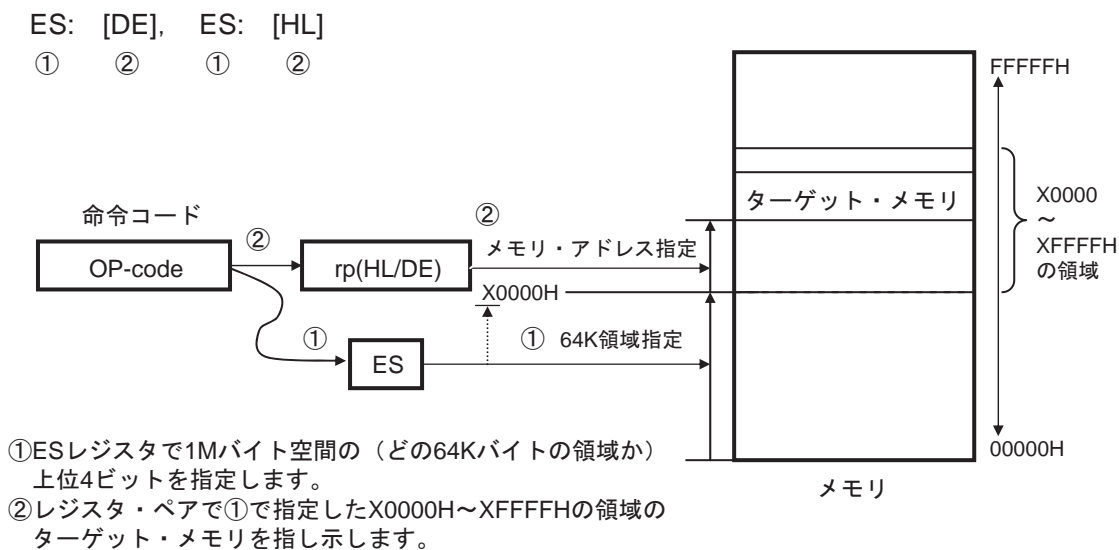 ES: [DE], ES: [HL]
① ② ① ②
FFFFFH
ターゲット・メモリ
X0000
～
XFFFFH
の領域
命令コード
OP-code
②
rp(HL/DE)
②
メモリ・アドレス指定
X0000H
①
ES
① 64K領域指定
00000H
メモリ
①ESレジスタで1Mバイト空間の（どの64Kバイトの領域か）
上位4ビットを指定します。
②レジスタ・ペアで①で指定したX0000H～XFFFFHの領域の
ターゲット・メモリを指し示します。